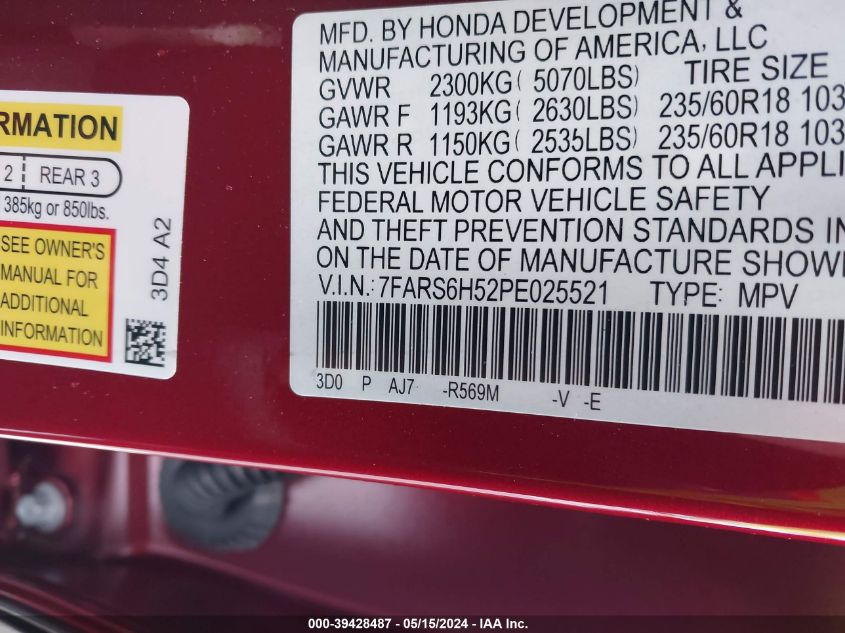 RMATION
2 REAR 3
385kg or 850lbs.
SEE OWNER'S
MANUAL FOR
ADDITIONAL
INFORMATION
3D4 A2
MFD. BY HONDA DEVELOPMENT &
MANUFACTURING OF AMERICA, LLC
GVWR 2300KG( 5070LBS) TIRE SIZE
GAWR F 1193KG( 2630LBS) 235/60R18 103
GAWR R 1150KG( 2535LBS) 235/60R18 103
THIS VEHICLE CONFORMS TO ALL APPLI
FEDERAL MOTOR VEHICLE SAFETY
AND THEFT PREVENTION STANDARDS IN
ON THE DATE OF MANUFACTURE SHOW
V.I.N.:7FARS6H52PE025521 TYPE: MPV
3D0 P AJ7 -R569M -V -E
000-39428487 - 05/15/2024 - IAA Inc.